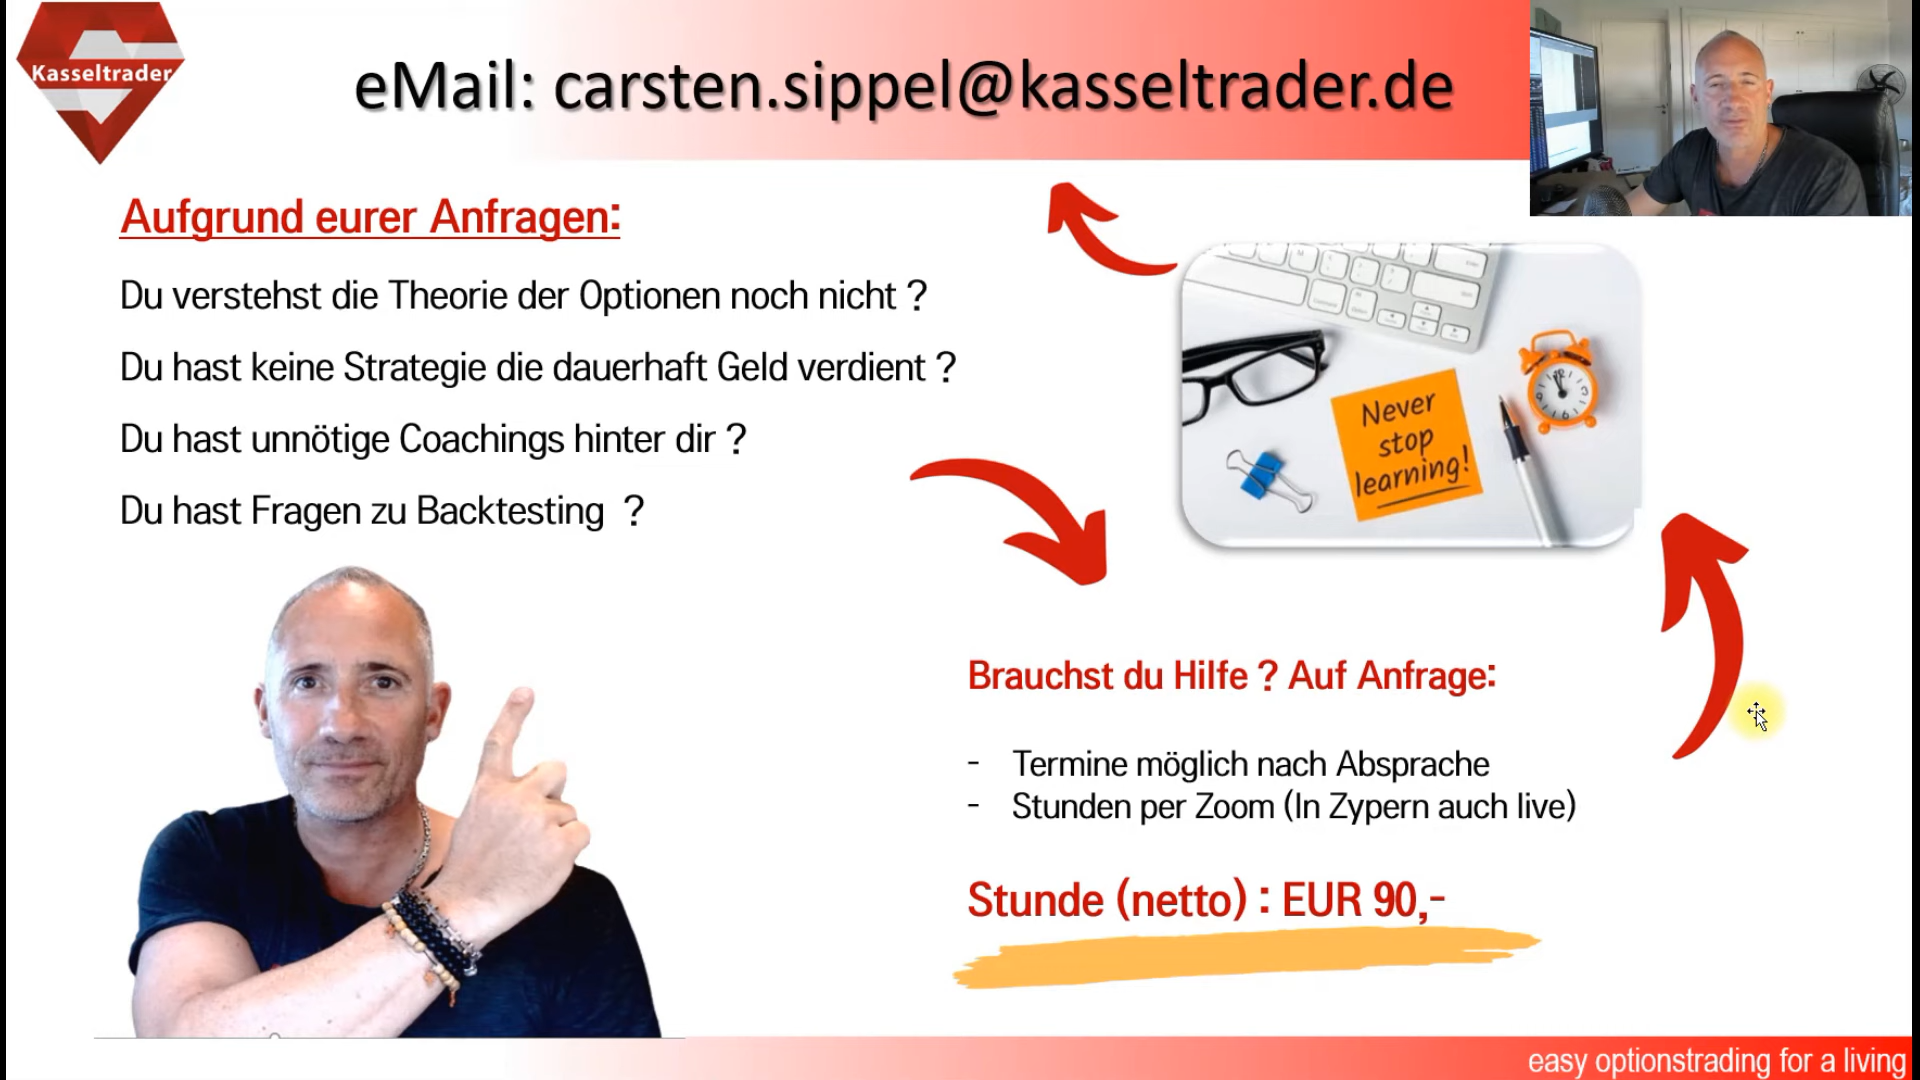 Kasseltrader
eMail: carsten.sippel@kasseltrader.de
Aufgrund eurer Anfragen:
Du verstehst die Theorie der Optionen noch nicht ?
Du hast keine Strategie die dauerhaft Geld verdient ?
Du hast unnötige Coachings hinter dir ?
Du hast Fragen zu Backtesting ?
Never
stop
learning!
Brauchst du Hilfe ? Auf Anfrage:
- Termine möglich nach Absprache
- Stunden per Zoom (In Zypern auch live)
Stunde (netto) : EUR 90,-
easy optionstrading for a living